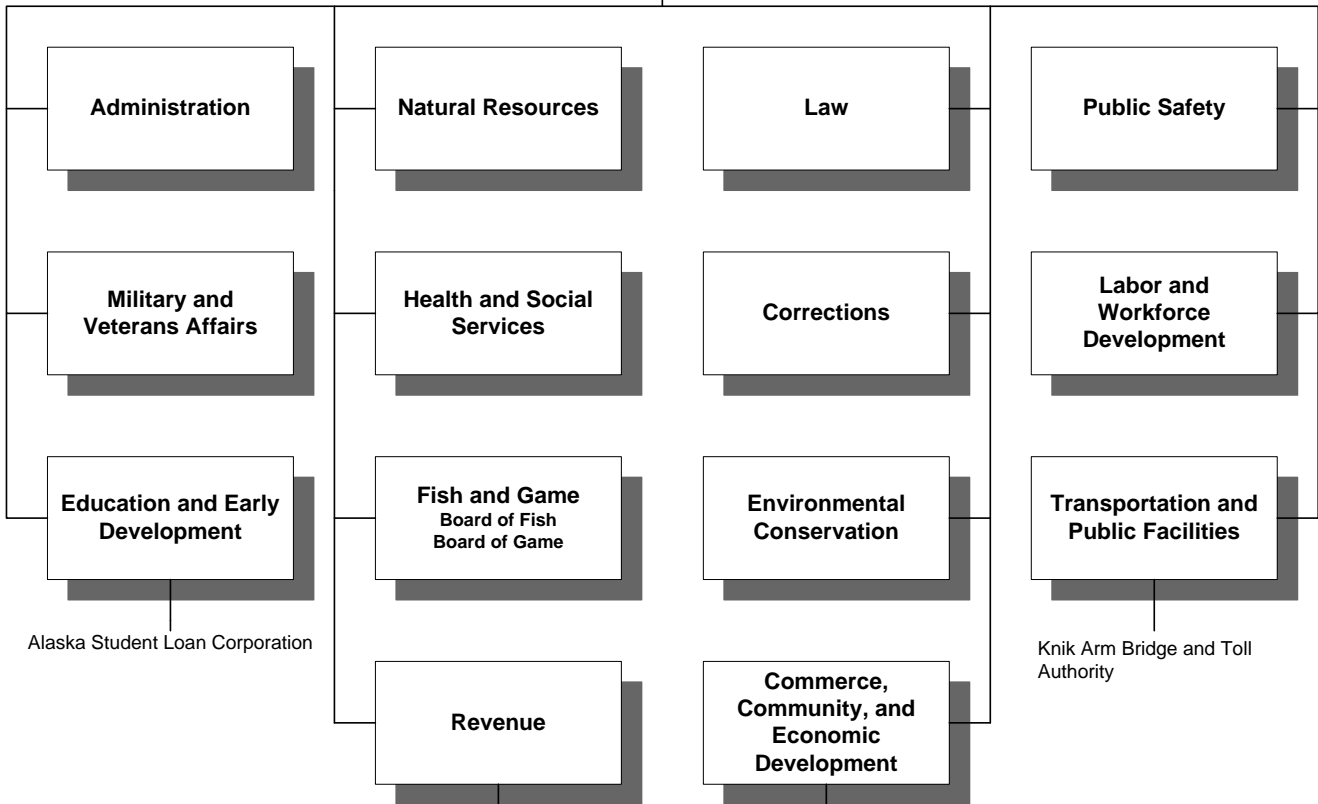 Administration
Natural Resources
Law
Public Safety
Military and
Veterans Affairs
Health and Social
Services
Corrections
Labor and
Workforce
Development
Education and Early
Development
Fish and Game
Board of Fish
Board of Game
Environmental
Conservation
Transportation and
Public Facilities
Alaska Student Loan Corporation
Knik Arm Bridge and Toll
Authority
Revenue
Commerce,
Community, and
Economic
Development